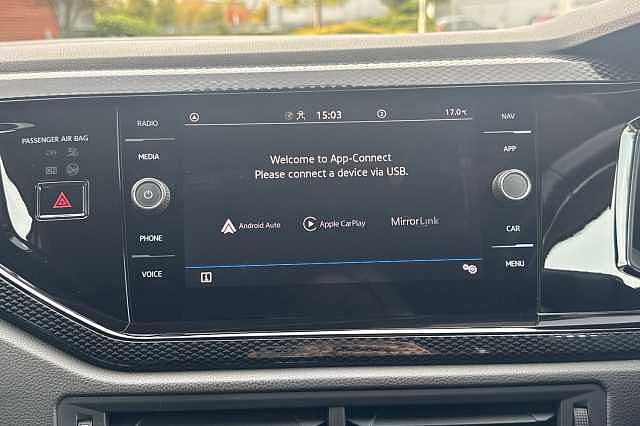 RADIO
MEDIA
PHONE
VOICE
PASSENGER AIR BAG
15:03
17.0°C
Welcome to App-Connect
Please connect a device via USB.
Android Auto
Apple CarPlay
MirrorLink
NAV
APP
CAR
MENU